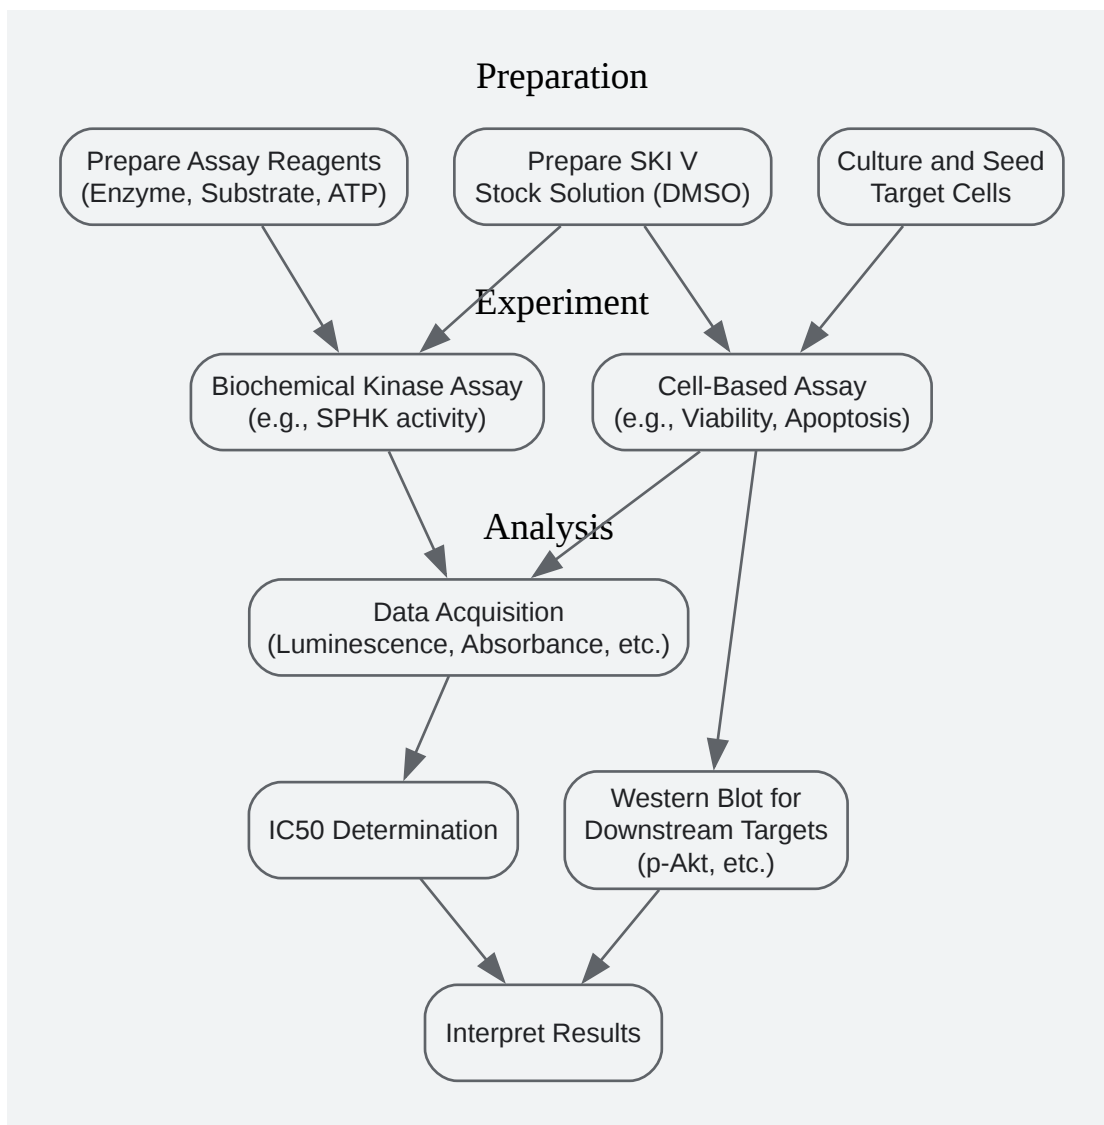 Preparation
Prepare Assay Reagents
(Enzyme, Substrate, ATP)
Prepare SKI V
Stock Solution (DMSO)
Culture and Seed
Target Cells
Experiment
Biochemical Kinase Assay
(e.g., SPHK activity)
Cell-Based Assay
(e.g., Viability, Apoptosis)
Analysis
Data Acquisition
(Luminescence, Absorbance, etc.)
IC50 Determination
Western Blot for
Downstream Targets
(p-Akt, etc.)
Interpret Results